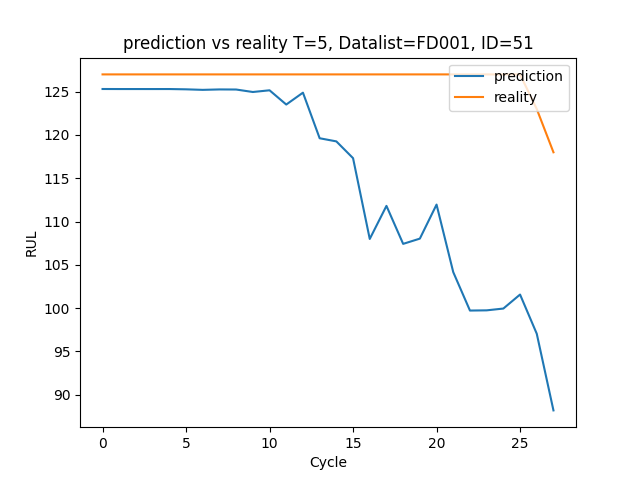 prediction vs reality T=5, Datalist=FD001, ID=51
prediction
reality
125
120
115
110
105
100
95
90
RUL
0 5 10 15 20 25
Cycle